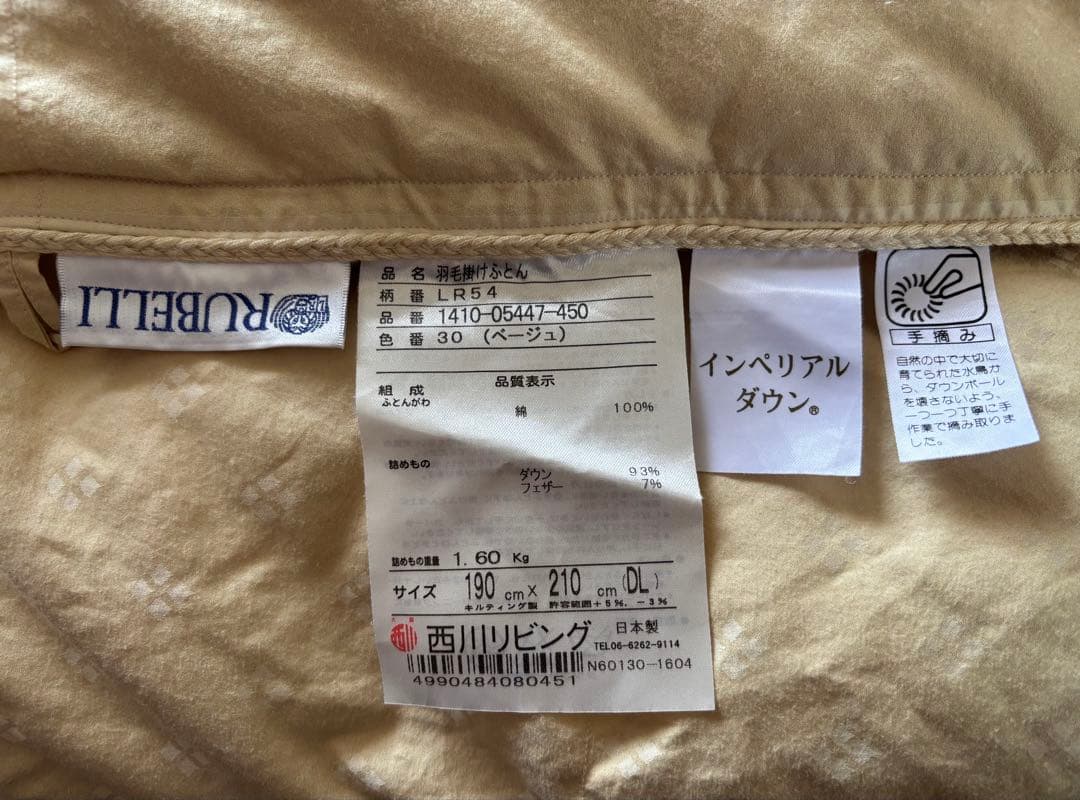 RUBELLI
品 名 羽毛掛けふとん
柄 番 LR54
品 番 1410-05447-450
色 番 30 (ベージュ)
品質表示
組 成
ふとんがわ
綿 100%
詰めもの
ダウン 93%
フェザー 7%
詰めもの重量 1.60 Kg
サイズ 190 cm× 210 cm (DL)
キルティング製 許容範囲+5%, -3%
西川 西川リビング 日本製
TEL06-6262-9114
N60130-1604
4990484080451
インペリアル
ダウン®
手摘み
自然の中で大切に
育てられた水鳥か
ら、ダウンボール
を壊さないよう、
一つ一つ丁寧に手
作業で摘み取りま
した。